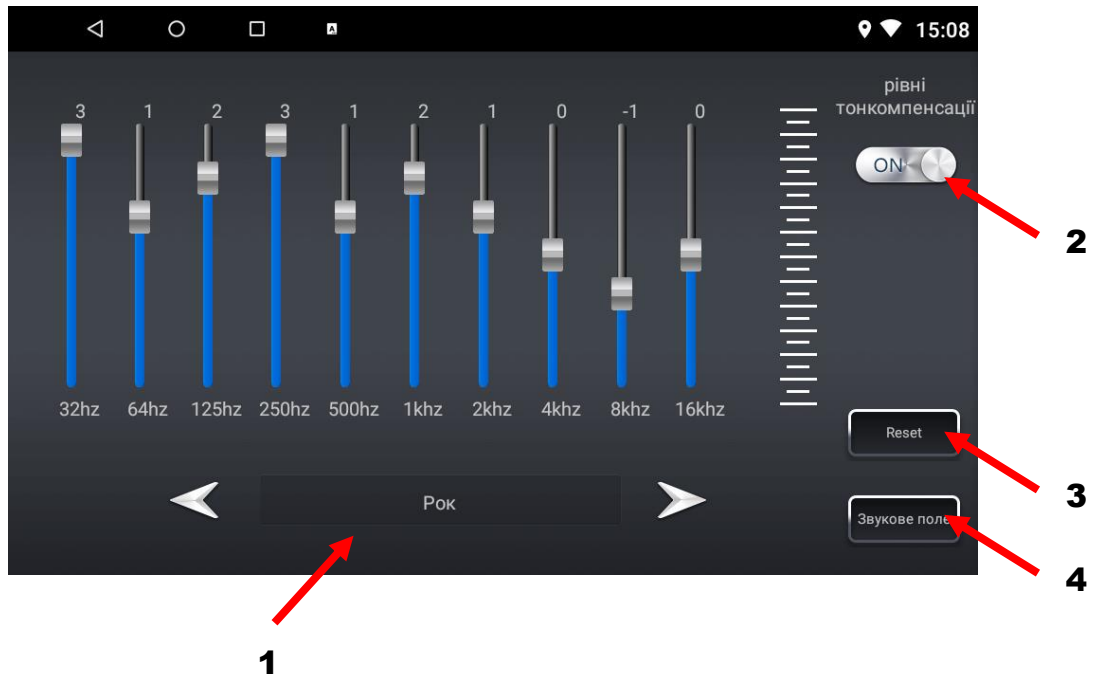 15:08
рівні
тонкомпенсації
3 1 2 3 1 2 1 0 -1 0
ON
2
32hz 64hz 125hz 250hz 500hz 1khz 2khz 4khz 8khz 16khz
Reset
3
Рок
Звукове поле
4
1